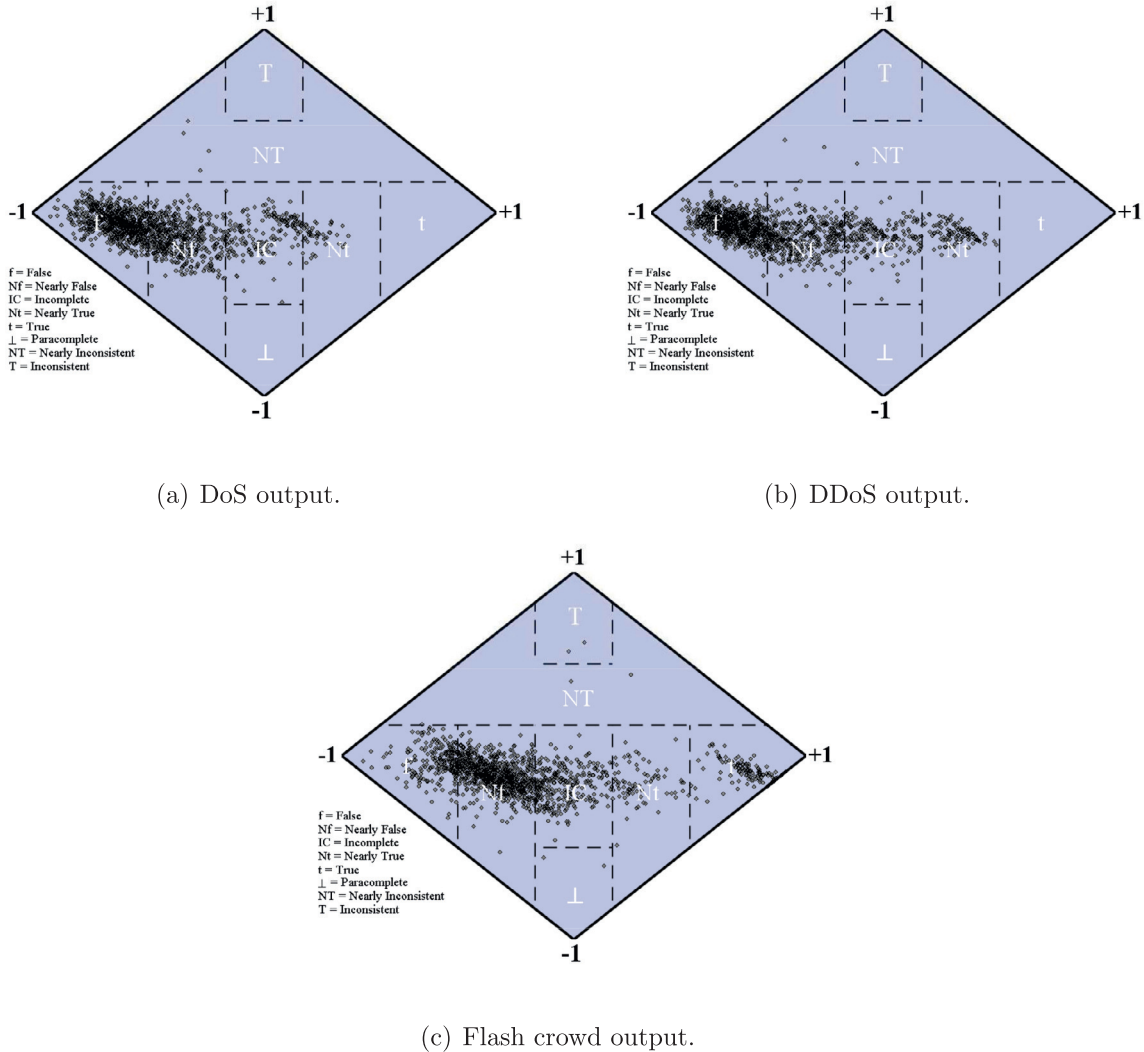 +1
T
NT
-1
+1
f
Nf
IC
Nt
t
f = False
Nf = Nearly False
IC = Incomplete
Nt = Nearly True
t = True
⊥ = Paracomplete
NT = Nearly Inconsistent
T = Inconsistent
⊥
-1
(a) DoS output.
+1
T
NT
-1
+1
f
Nf
IC
Nt
t
f = False
Nf = Nearly False
IC = Incomplete
Nt = Nearly True
t = True
⊥ = Paracomplete
NT = Nearly Inconsistent
T = Inconsistent
⊥
-1
(b) DDoS output.
+1
T
NT
-1
+1
f
Nf
IC
Nt
t
f = False
Nf = Nearly False
IC = Incomplete
Nt = Nearly True
t = True
⊥ = Paracomplete
NT = Nearly Inconsistent
T = Inconsistent
⊥
-1
(c) Flash crowd output.